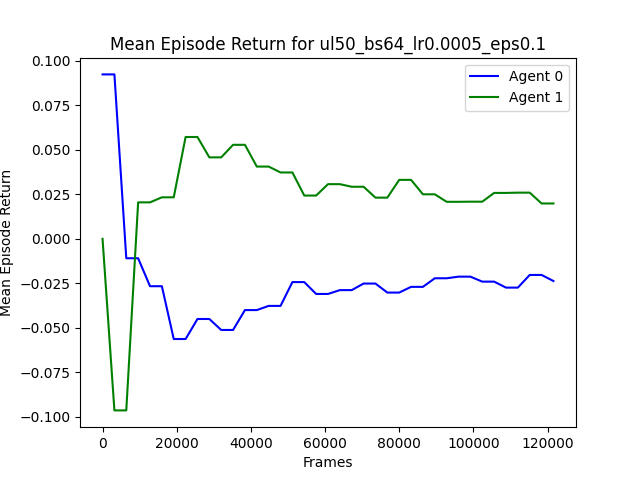 Mean Episode Return for ul50_bs64_lr0.0005_eps0.1
Agent 0
Agent 1
0.100
0.075
0.050
0.025
0.000
−0.025
−0.050
−0.075
−0.100
Mean Episode Return
0 20000 40000 60000 80000 100000 120000
Frames